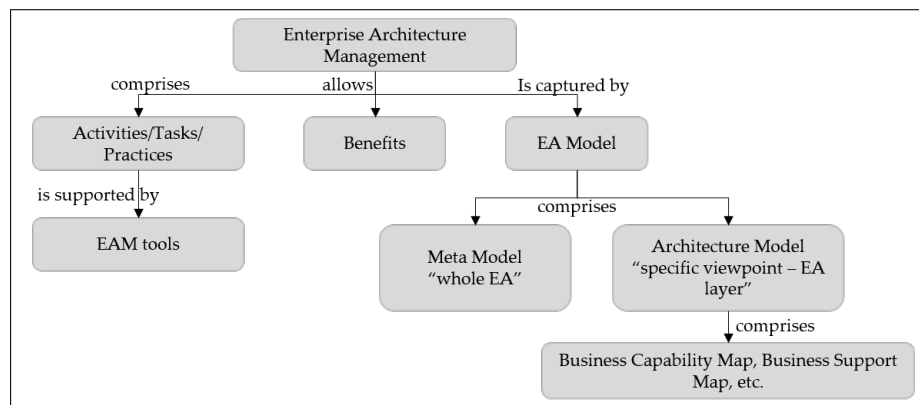 Enterprise Architecture
Management
comprises
allows
Is captured by
Activities/Tasks/
Practices
Benefits
EA Model
is supported by
comprises
EAM tools
Meta Model
“whole EA”
Architecture Model
“specific viewpoint – EA
layer”
comprises
Business Capability Map, Business Support
Map, etc.